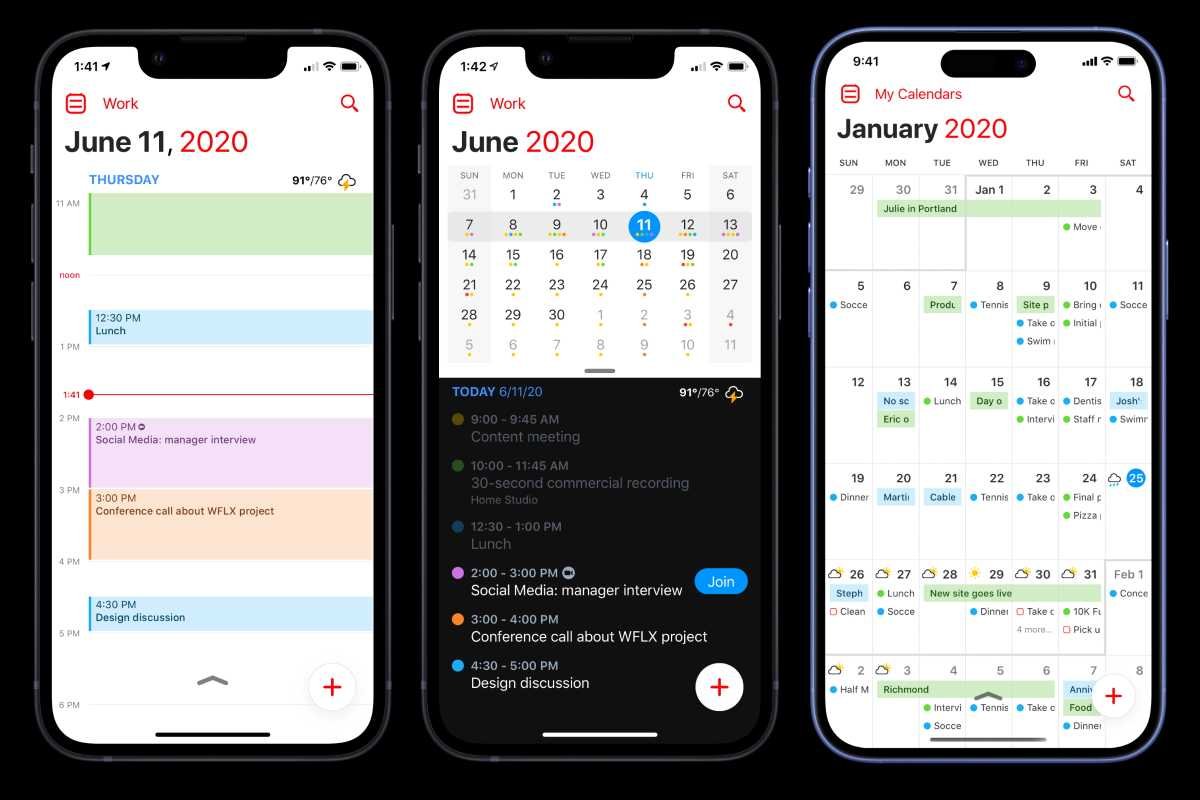 1:41
Work
June 11, 2020
THURSDAY 91°/76°
11 AM
noon
12:30 PM
Lunch
1 PM
1:41
2 PM
2:00 PM
Social Media: manager interview
3 PM
3:00 PM
Conference call about WFLX project
4 PM
4:30 PM
Design discussion
5 PM
6 PM
1:42
Work
June 2020
SUN MON TUE WED THU FRI SAT
31 1 2 3 4 5 6
7 8 9 10 11 12 13
14 15 16 17 18 19 20
21 22 23 24 25 26 27
28 29 30 1 2 3 4
5 6 7 8 9 10 11
TODAY 6/11/20 91°/76°
9:00 - 9:45 AM
Content meeting
10:00 - 11:45 AM
30-second commercial recording
Home Studio
12:30 - 1:00 PM
Lunch
2:00 - 3:00 PM
Social Media: manager interview
Join
3:00 - 4:00 PM
Conference call about WFLX project
4:30 - 5:00 PM
Design discussion
9:41
My Calendars
January 2020
SUN MON TUE WED THU FRI SAT
29 30 31 Jan 1 2 3 4
Julie in Portland
Move
5 6 7 8 9 10 11
Socce Produ Tennis Site p Bring Socce
Take c Initial
Swim
12 13 14 15 16 17 18
No sc Lunch Day o Take c Dentis Josh'
Eric o Intervi Staff r Swimr
19 20 21 22 23 24 25
Dinner Marti Cable Tennis Take c Final p
Pizza
26 27 28 29 30 31 Feb 1
Steph Lunch New site goes live Conce
Clean Socce Dinner Take c 10K Fu
4 more... Pick u
2 3 4 5 6 7 8
Half M Richmond Anniv
Intervi Tennis Take c Food
Socce Dinner